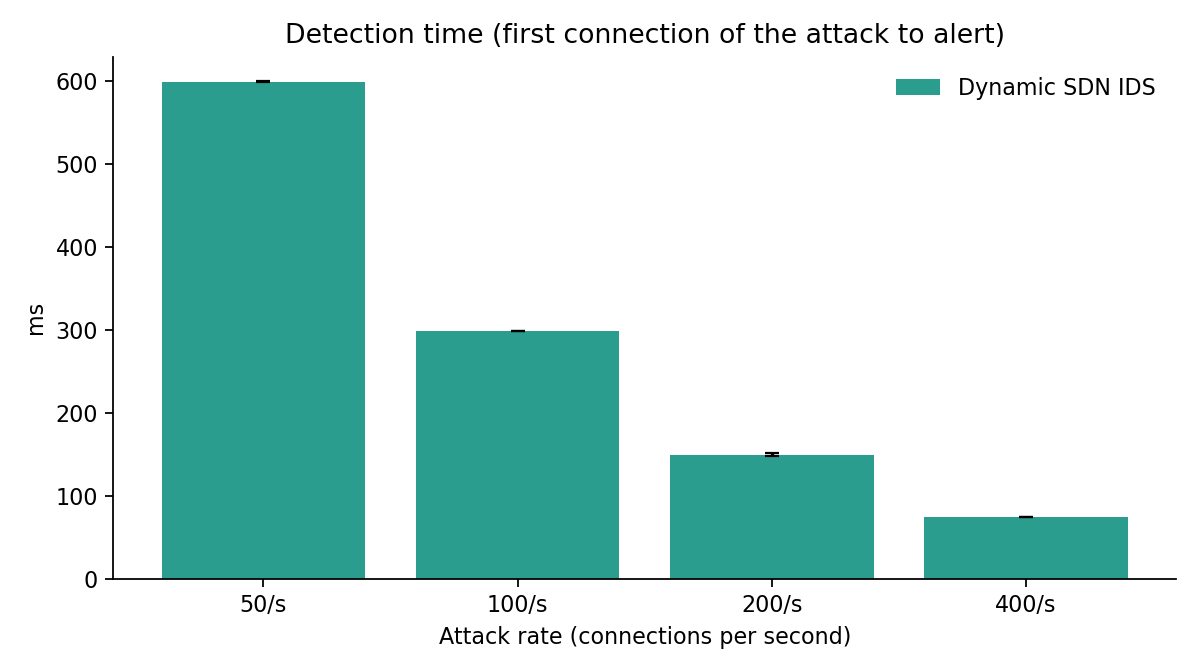 Detection time (first connection of the attack to alert)
Dynamic SDN IDS
600
500
400
300
200
100
0
ms
50/s 100/s 200/s 400/s
Attack rate (connections per second)